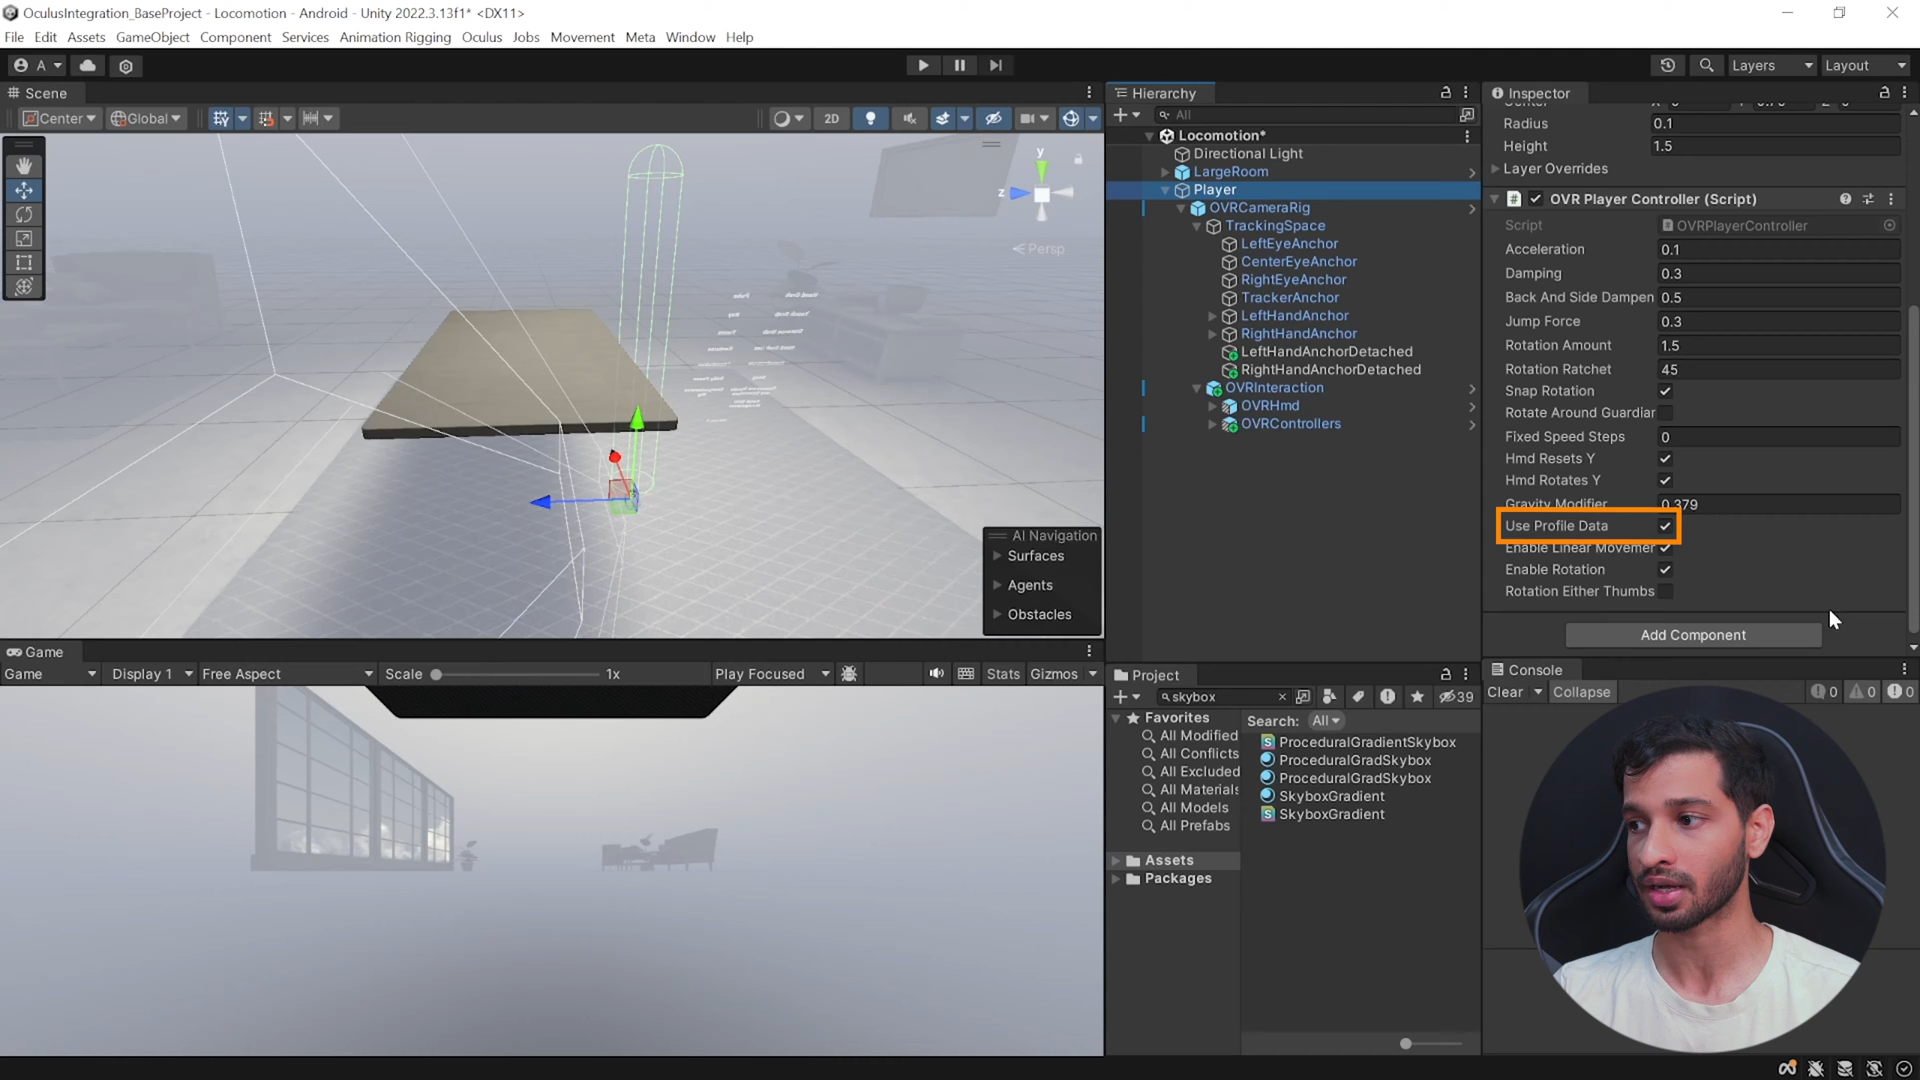 OculusIntegration_BaseProject - Locomotion - Android - Unity 2022.3.13f1* <DX11>
File Edit Assets GameObject Component Services Animation Rigging Oculus Jobs Movement Meta Window Help
A
Layers
Layout
Scene
Center
Global
2D
y
z
Persp
AI Navigation
Surfaces
Agents
Obstacles
Game
Game
Display 1
Free Aspect
Scale
1x
Play Focused
Stats
Gizmos
Hierarchy
All
Locomotion*
Directional Light
LargeRoom
Player
OVRCameraRig
TrackingSpace
LeftEyeAnchor
CenterEyeAnchor
RightEyeAnchor
TrackerAnchor
LeftHandAnchor
RightHandAnchor
LeftHandAnchorDetached
RightHandAnchorDetached
OVRInteraction
OVRHmd
OVRControllers
Project
skybox
39
Favorites
All Modified
All Conflicts
All Excluded
All Materials
All Models
All Prefabs
Assets
Packages
Search: All
ProceduralGradientSkybox
ProceduralGradSkybox
ProceduralGradSkybox
SkyboxGradient
SkyboxGradient
Inspector
Radius 0.1
Height 1.5
Layer Overrides
OVR Player Controller (Script)
Script OVRPlayerController
Acceleration 0.1
Damping 0.3
Back And Side Dampen 0.5
Jump Force 0.3
Rotation Amount 1.5
Rotation Ratchet 45
Snap Rotation
Rotate Around Guardian
Fixed Speed Steps 0
Hmd Resets Y
Hmd Rotates Y
Gravity Modifier 0.379
Use Profile Data
Enable Linear Movemen
Enable Rotation
Rotation Either Thumbs
Add Component
Console
Clear
Collapse
0
0
0